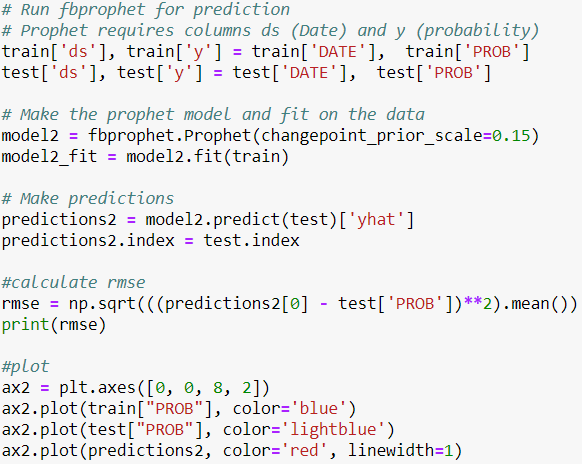 # Run fbprophet for prediction
# Prophet requires columns ds (Date) and y (probability)
train['ds'], train['y'] = train['DATE'],  train['PROB']
test['ds'], test['y'] = test['DATE'],  test['PROB']

# Make the prophet model and fit on the data
model2 = fbprophet.Prophet(changepoint_prior_scale=0.15)
model2_fit = model2.fit(train)

# Make predictions
predictions2 = model2.predict(test)['yhat']
predictions2.index = test.index

#calculate rmse
rmse = np.sqrt(((predictions2[0] - test['PROB'])**2).mean())
print(rmse)

#plot
ax2 = plt.axes([0, 0, 8, 2])
ax2.plot(train["PROB"], color='blue')
ax2.plot(test["PROB"], color='lightblue')
ax2.plot(predictions2, color='red', linewidth=1)